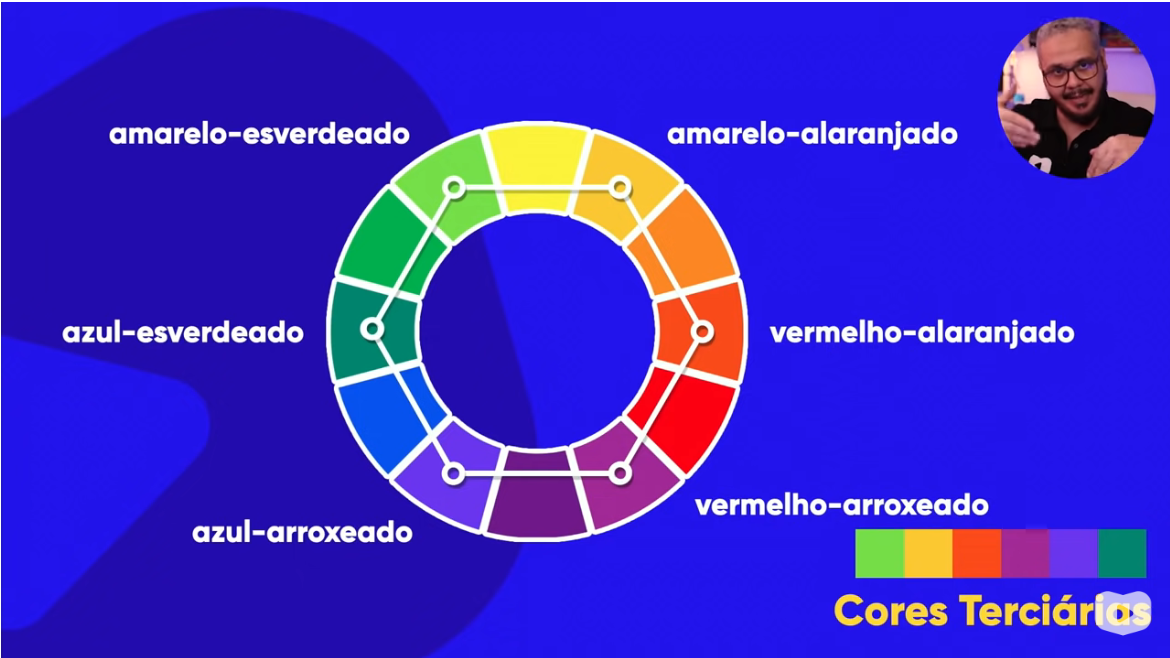 amarelo-esverdeado
amarelo-alaranjado
azul-esverdeado
vermelho-alaranjado
vermelho-arroxeado
azul-arroxeado
Cores Terciárias